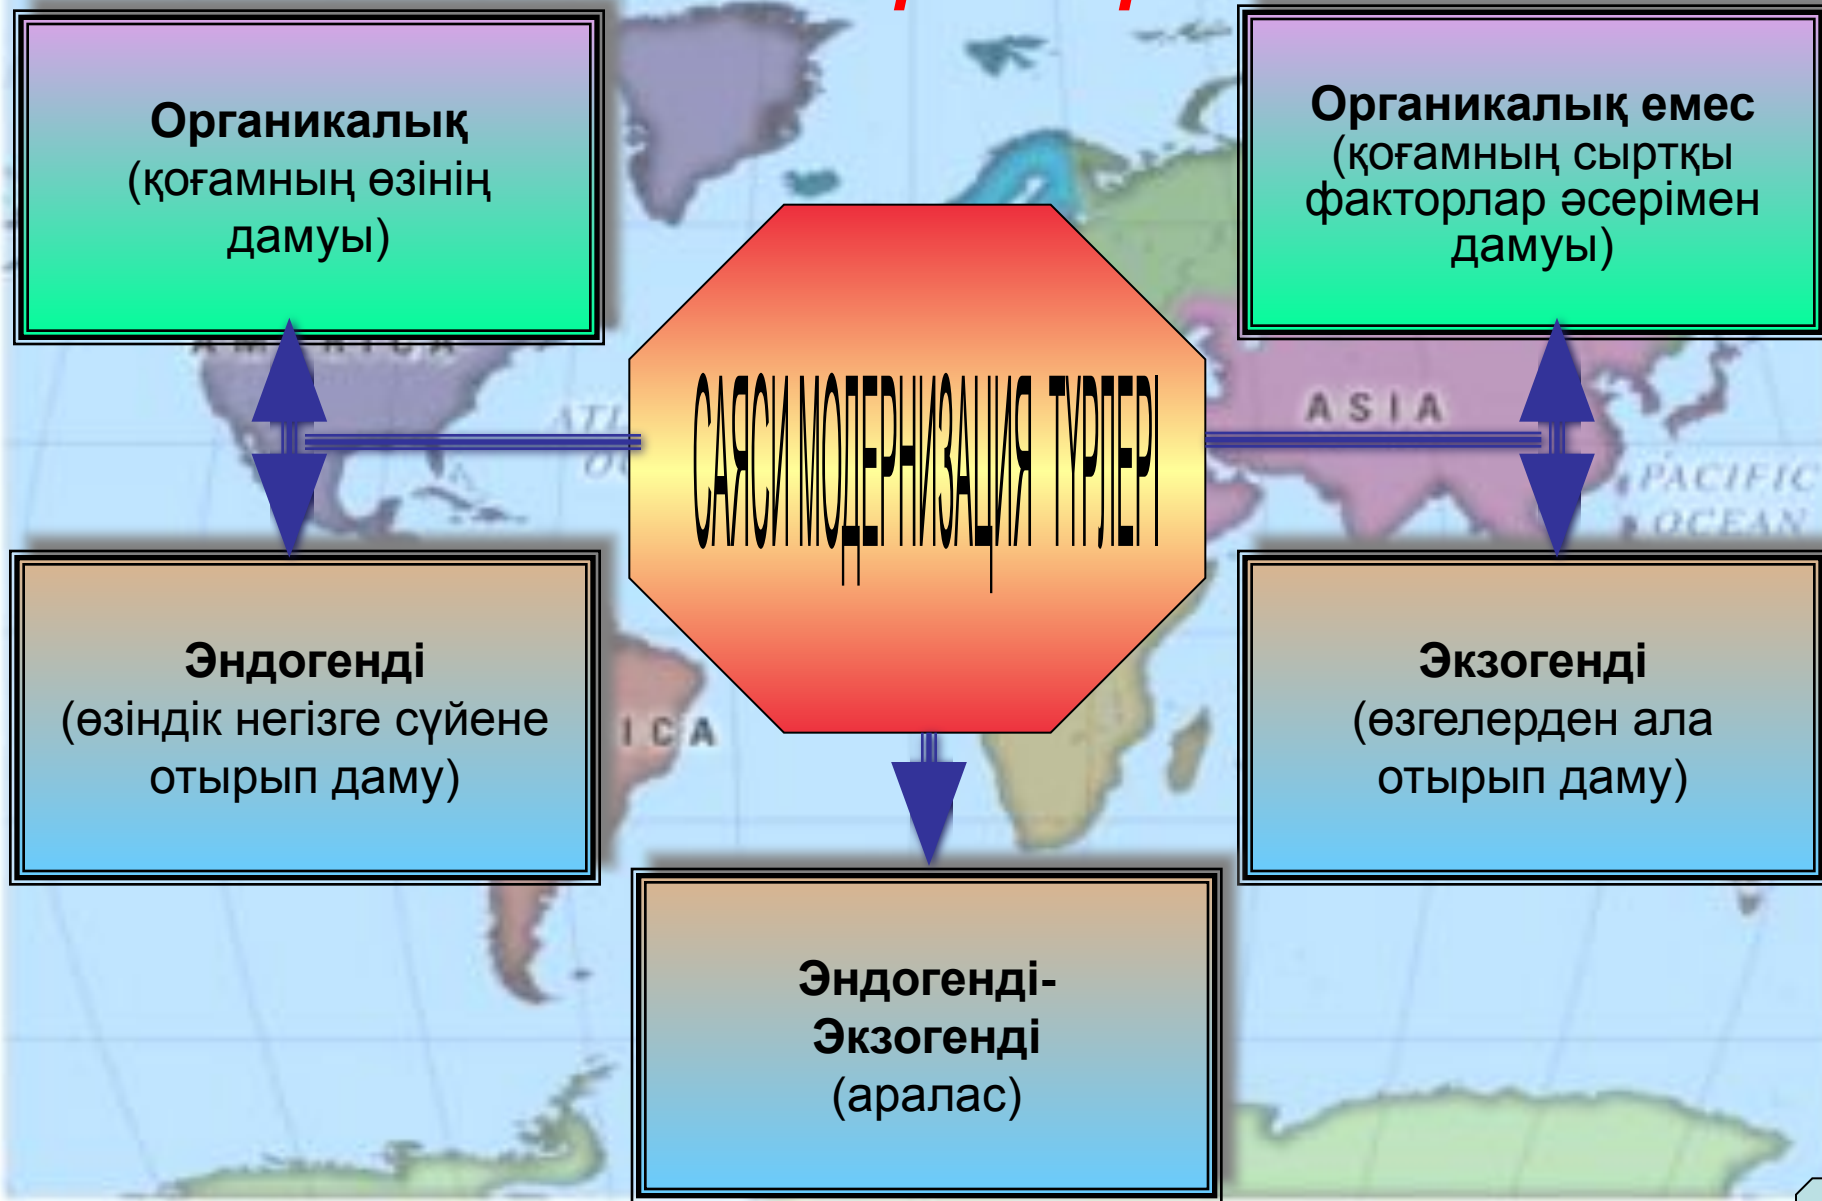 Органикалық
(қоғамның өзінің
дамуы)
Органикалық емес
(қоғамның сыртқы
факторлар әсерімен
дамуы)
САЯСИ МОДЕРНИЗАЦИЯ ТҮРЛЕРІ
ASIA
PACIFIC
OCEAN
Эндогенді
(өзіндік негізге сүйене
отырып даму)
Экзогенді
(өзгелерден ала
отырып даму)
Эндогенді-
Экзогенді
(аралас)